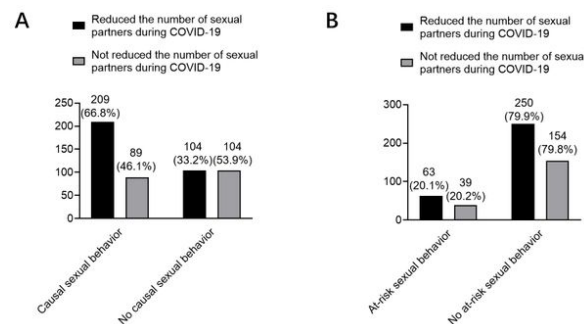 A
Reduced the number of sexual
partners during COVID-19
Not reduced the number of sexual
partners during COVID-19
209
(66.8%)
89
(46.1%)
104
(33.2%)
104
(53.9%)
250
200
150
100
50
0
Causal sexual behavior
No causal sexual behavior
B
Reduced the number of sexual
partners during COVID-19
Not reduced the number of sexual
partners during COVID-19
63
(20.1%)
39
(20.2%)
250
(79.9%)
154
(79.8%)
300
200
100
0
At-risk sexual behavior
No at-risk sexual behavior